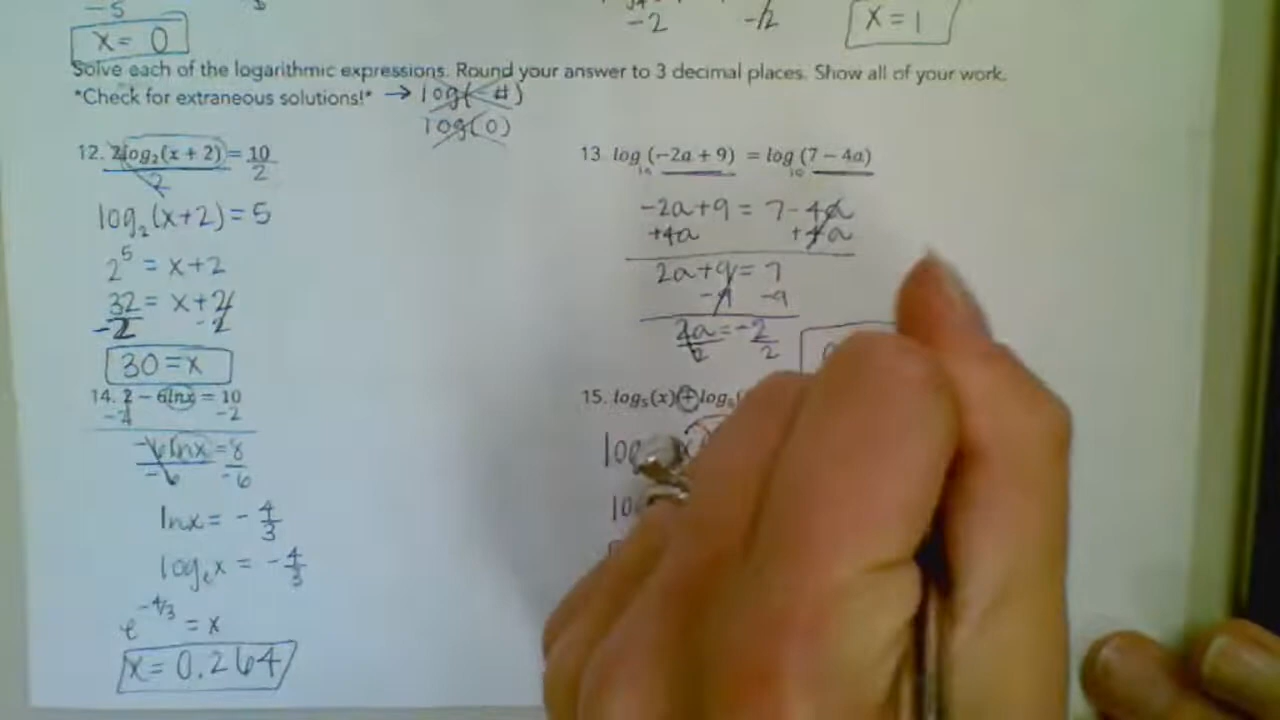 -5
x = 0
-2 -2
x = 1
Solve each of the logarithmic expressions. Round your answer to 3 decimal places. Show all of your work.
*Check for extraneous solutions!* → log(-#)
log(0)
12. 2log₂(x + 2) = 10
2 2
log₂(x+2) = 5
2⁵ = x+2
32 = x+2
-2 -2
30 = x
13. log (-2a + 9) = log (7 - 4a)
10 10
-2a+9 = 7-4a
+4a +4a
2a+9 = 7
-9 -9
2a = -2
2 2
14. 2 - 6lnx = 10
-2 -2
-6lnx = 8
-6 -6
lnx = -4/3
logₑx = -4/3
e^-4/3 = x
x = 0.264
15. log₅(x) + log₅
log